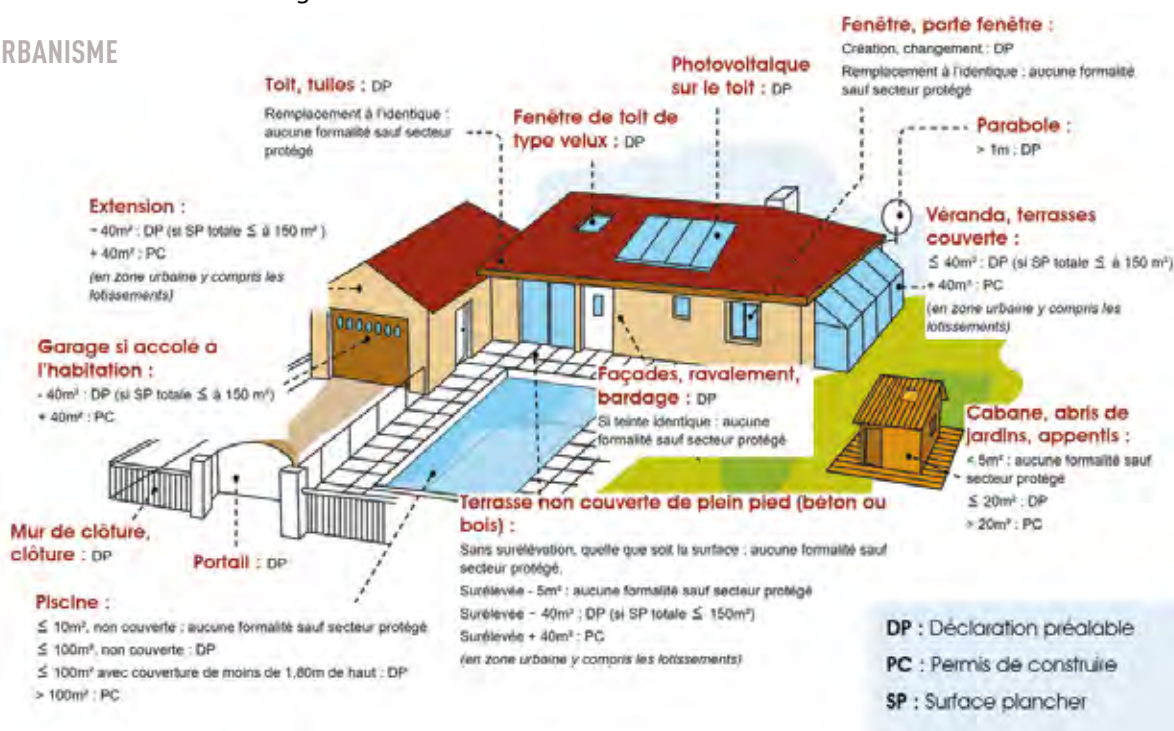 RBANISME
Toit, tuiles : DP
Remplacement à l'identique :
aucune formalité sauf secteur
protégé
Fenêtre de toit de
type velux : DP
Photovoltaïque
sur le toit : DP
Fenêtre, porte fenêtre :
Création, changement : DP
Remplacement à l'identique : aucune formalité
sauf secteur protégé
Parabole :
> 1m : DP
Extension :
- 40m² : DP (si SP totale ≤ à 150 m² )
+ 40m² : PC
(en zone urbaine y compris les
lotissements)
Véranda, terrasses
couverte :
≤ 40m² : DP (si SP totale ≤ à 150 m²)
+ 40m² : PC
(en zone urbaine y compris les
lotissements)
Garage si accolé à
l'habitation :
- 40m² : DP (si SP totale ≤ à 150 m²)
+ 40m² : PC
Façades, ravalement,
bardage : DP
Si teinte identique : aucune
formalité sauf secteur protégé
Cabane, abris de
jardins, appentis :
< 5m² : aucune formalité sauf
secteur protégé
≤ 20m² : DP
> 20m² : PC
Mur de clôture,
clôture : DP
Portail : DP
Terrasse non couverte de plein pied (béton ou
bois) :
Sans surélévation, quelle que soit la surface : aucune formalité sauf
secteur protégé.
Surélevée - 5m² : aucune formalité sauf secteur protégé
Surélevée - 40m² : DP (si SP totale ≤ 150m²)
Surélevée + 40m² : PC
(en zone urbaine y compris les lotissements)
Piscine :
≤ 10m², non couverte : aucune formalité sauf secteur protégé
≤ 100m², non couverte : DP
≤ 100m² avec couverture de moins de 1,80m de haut : DP
> 100m² : PC
DP : Déclaration préalable
PC : Permis de construire
SP : Surface plancher